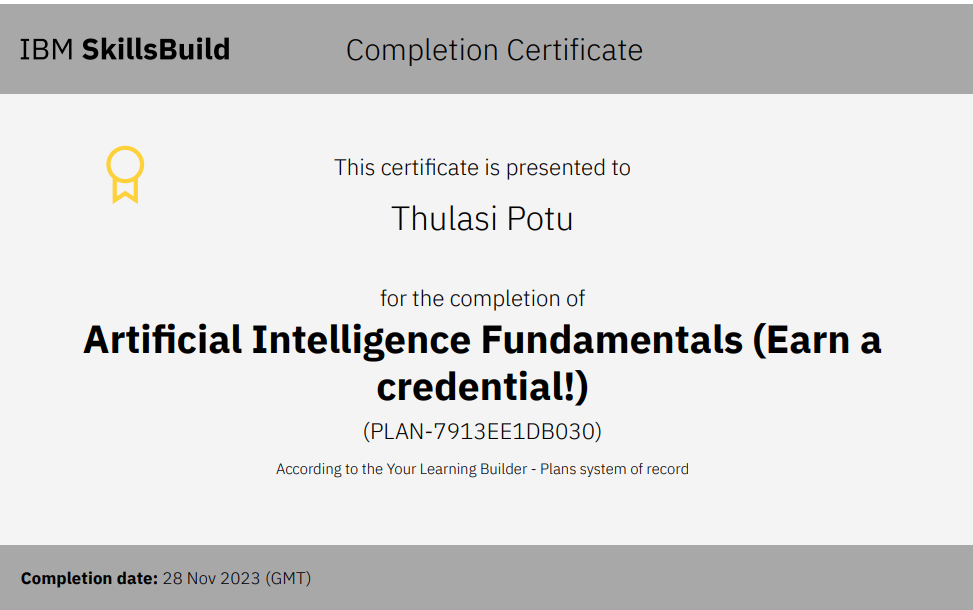 IBM SkillsBuild
Completion Certificate
This certificate is presented to
Thulasi Potu
for the completion of
Artificial Intelligence Fundamentals (Earn a
credential!)
(PLAN-7913EE1DB030)
According to the Your Learning Builder - Plans system of record
Completion date: 28 Nov 2023 (GMT)